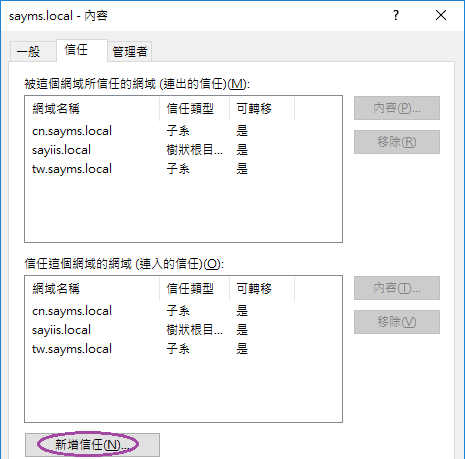 sayms.local - 內容
一般 信任 管理者
被這個網域所信任的網域 (連出的信任)(M):
網域名稱 信任類型 可轉移 內容(P)...
cn.sayms.local 子系 是 移除(R)
sayiis.local 樹狀根目... 是
tw.sayms.local 子系 是
信任這個網域的網域 (連入的信任)(O):
網域名稱 信任類型 可轉移 內容(T)...
cn.sayms.local 子系 是 移除(V)
sayiis.local 樹狀根目... 是
tw.sayms.local 子系 是
新增信任(N)...